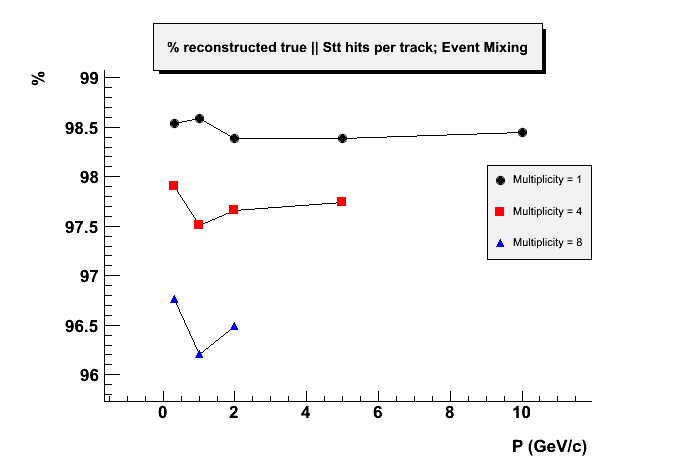 % reconstructed true || Stt hits per track; Event Mixing
%
99
98.5
98
97.5
97
96.5
96
Multiplicity = 1
Multiplicity = 4
Multiplicity = 8
0 2 4 6 8 10
P (GeV/c)